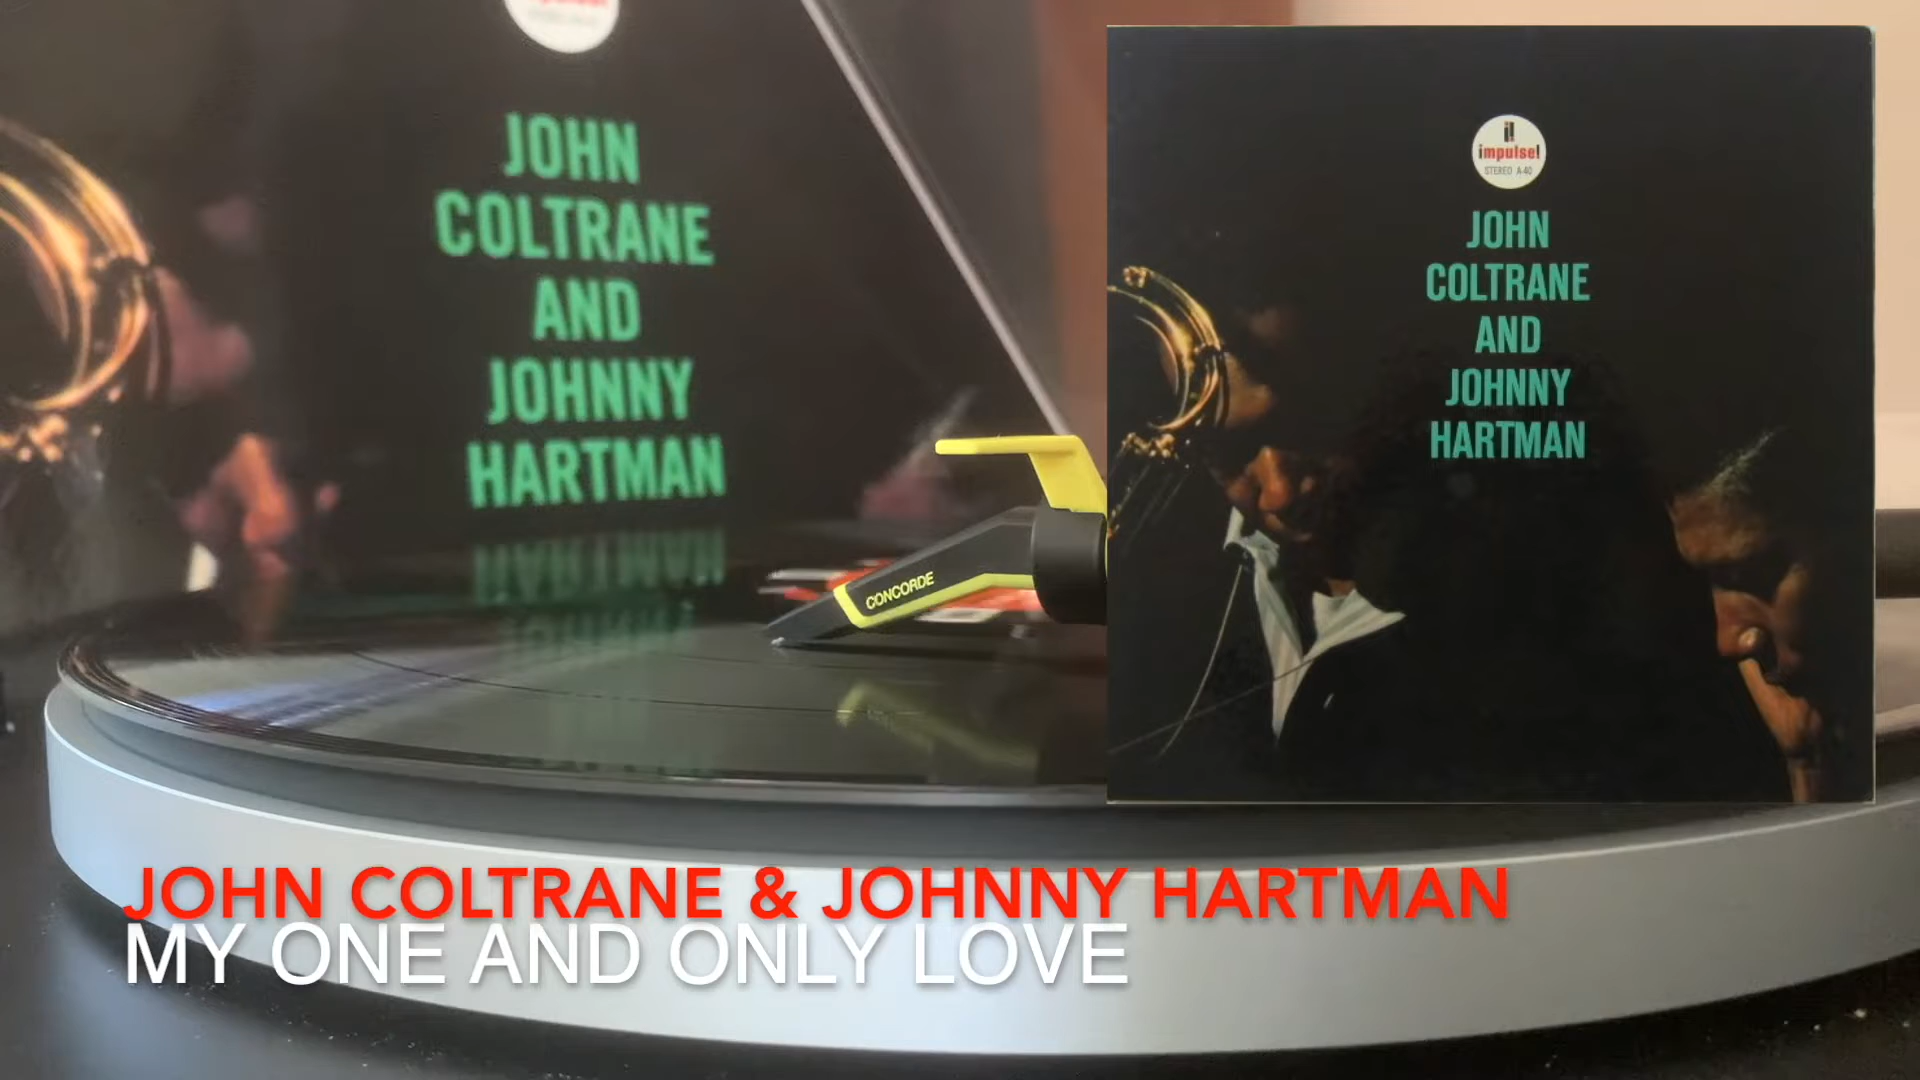 JOHN
COLTRANE
AND
JOHNNY
HARTMAN
CONCORDE
impulse!
STEREO A-40
JOHN
COLTRANE
AND
JOHNNY
HARTMAN
JOHN COLTRANE & JOHNNY HARTMAN
MY ONE AND ONLY LOVE